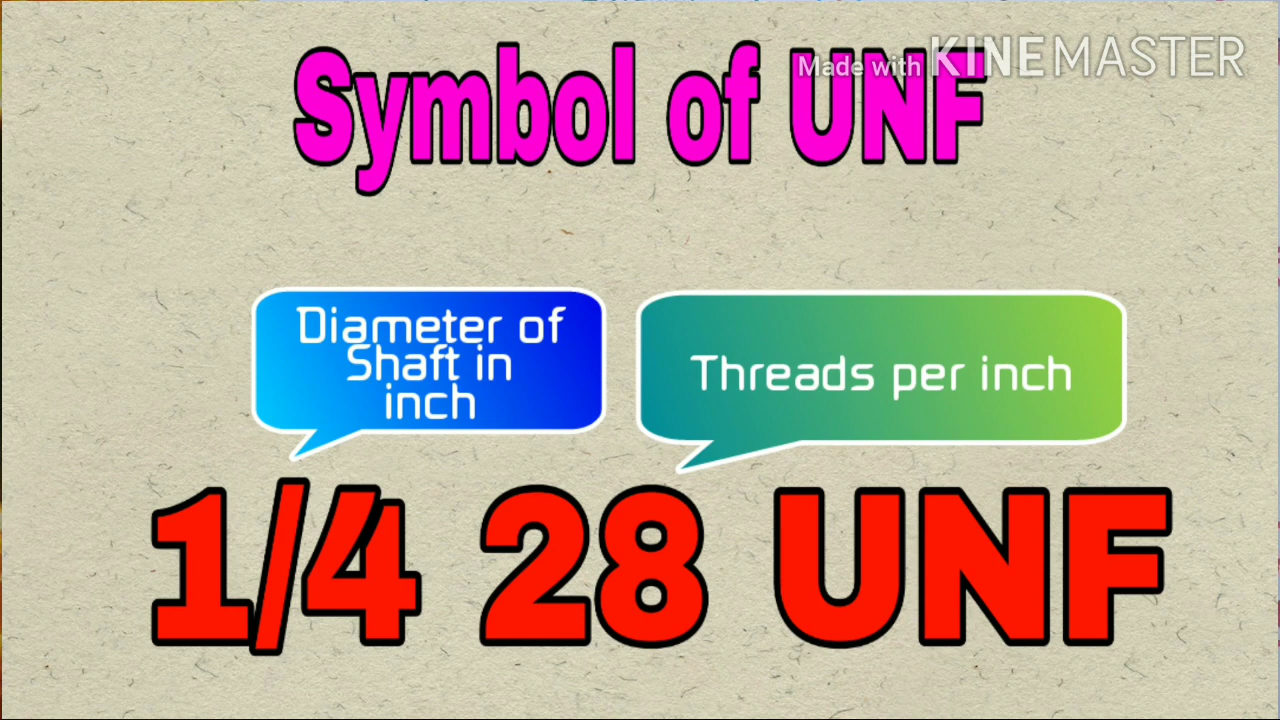 Made with KINEMASTER
Symbol of UNF
Diameter of
Shaft in
inch
Threads per inch
1/4 28 UNF